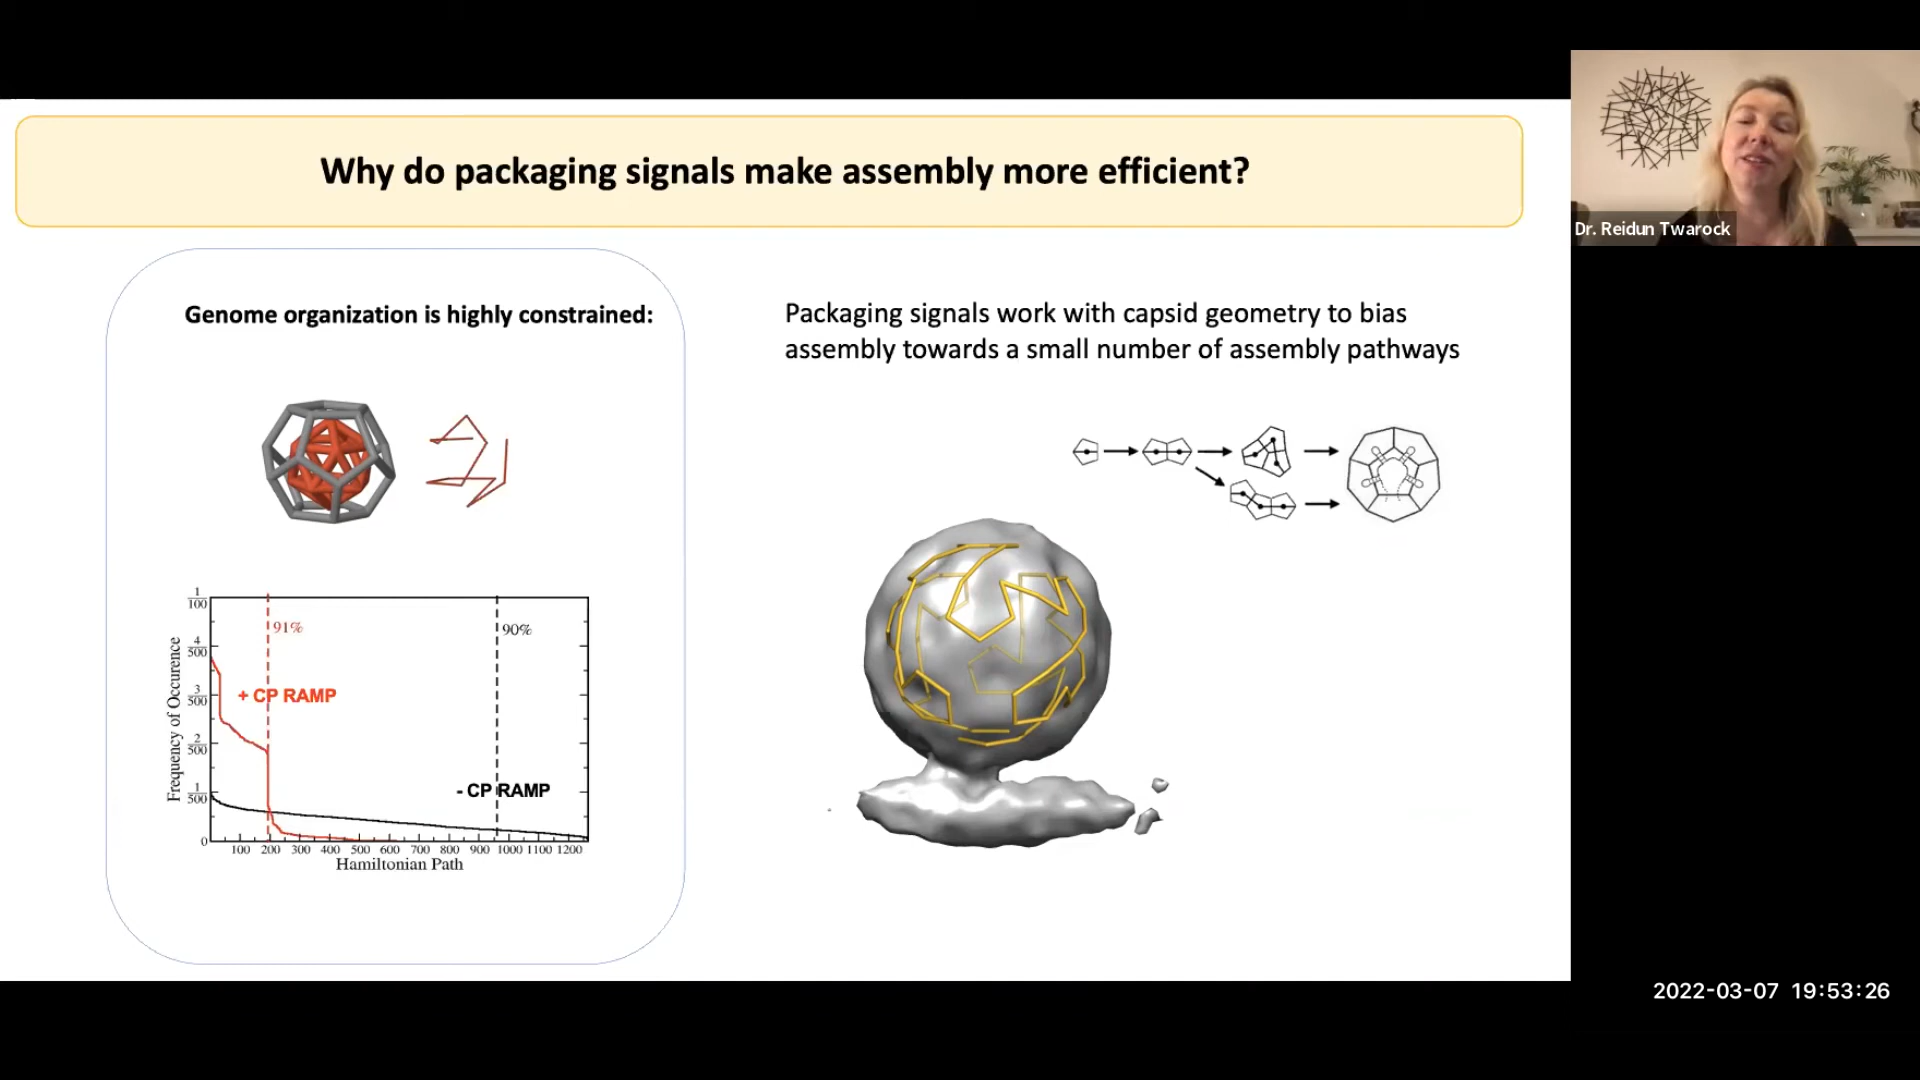 Why do packaging signals make assembly more efficient?
Dr. Reidun Twarock
Genome organization is highly constrained:
Packaging signals work with capsid geometry to bias
assembly towards a small number of assembly pathways
Frequency of Occurence
1/100
4/500
3/500
2/500
1/500
0
91%
90%
+ CP RAMP
- CP RAMP
100 200 300 400 500 600 700 800 900 1000 1100 1200
Hamiltonian Path
2022-03-07 19:53:26